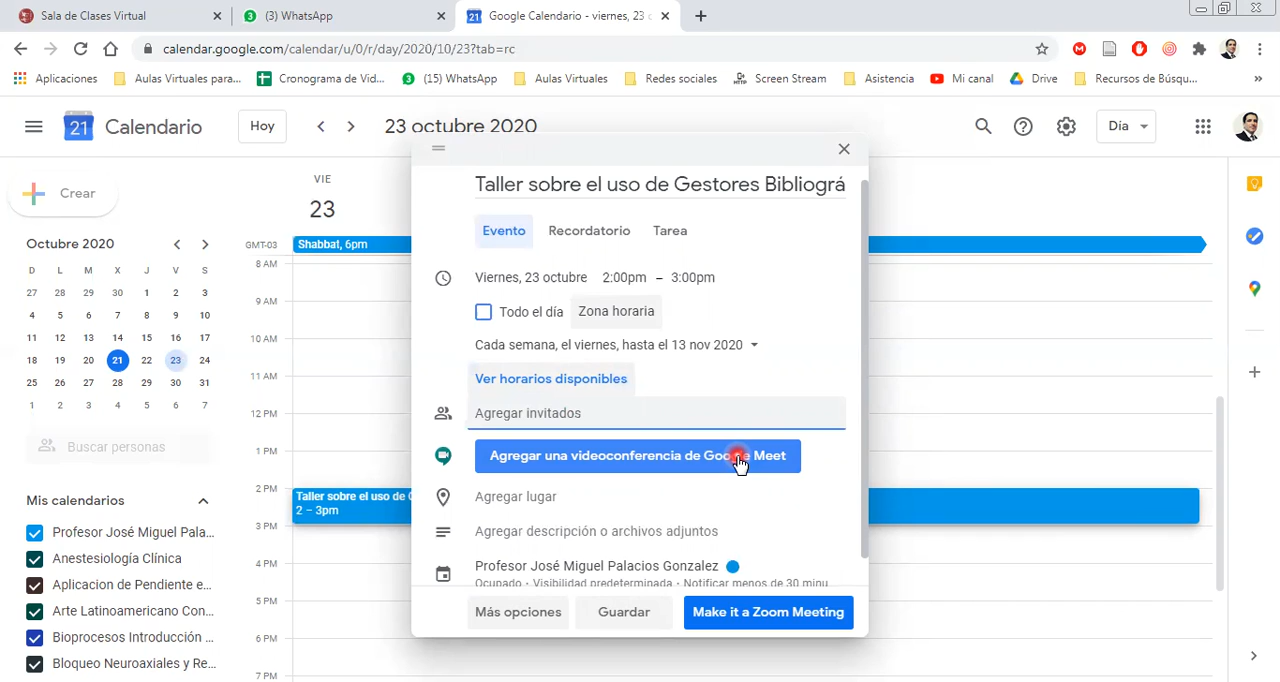 Sala de Clases Virtual
(3) WhatsApp
Google Calendario - viernes, 23
calendar.google.com/calendar/u/0/r/day/2020/10/23?tab=rc
Aplicaciones
Aulas Virtuales para...
Cronograma de Vid...
(15) WhatsApp
Aulas Virtuales
Redes sociales
Screen Stream
Asistencia
Mi canal
Drive
Recursos de Búsqu...
»
21
Calendario
Hoy
23 octubre 2020
Día
Crear
Octubre 2020
D L M X J V S
27 28 29 30 1 2 3
4 5 6 7 8 9 10
11 12 13 14 15 16 17
18 19 20 21 22 23 24
25 26 27 28 29 30 31
1 2 3 4 5 6 7
Buscar personas
Mis calendarios
Profesor José Miguel Pala...
Anestesiología Clínica
Aplicacion de Pendiente e...
Arte Latinoamericano Con...
Bioprocesos Introducción ...
Bloqueo Neuroaxiales y Re...
VIE
23
GMT-03
Shabbat, 6pm
8 AM
9 AM
10 AM
11 AM
12 PM
1 PM
2 PM
3 PM
4 PM
5 PM
6 PM
7 PM
Taller sobre el uso de G
2 – 3pm
Taller sobre el uso de Gestores Bibliográ
Evento
Recordatorio
Tarea
Viernes, 23 octubre 2:00pm – 3:00pm
Todo el día
Zona horaria
Cada semana, el viernes, hasta el 13 nov 2020
Ver horarios disponibles
Agregar invitados
Agregar una videoconferencia de Google Meet
Agregar lugar
Agregar descripción o archivos adjuntos
Profesor José Miguel Palacios Gonzalez
Ocupado · Visibilidad predeterminada · Notificar menos de 30 minu
Más opciones
Guardar
Make it a Zoom Meeting